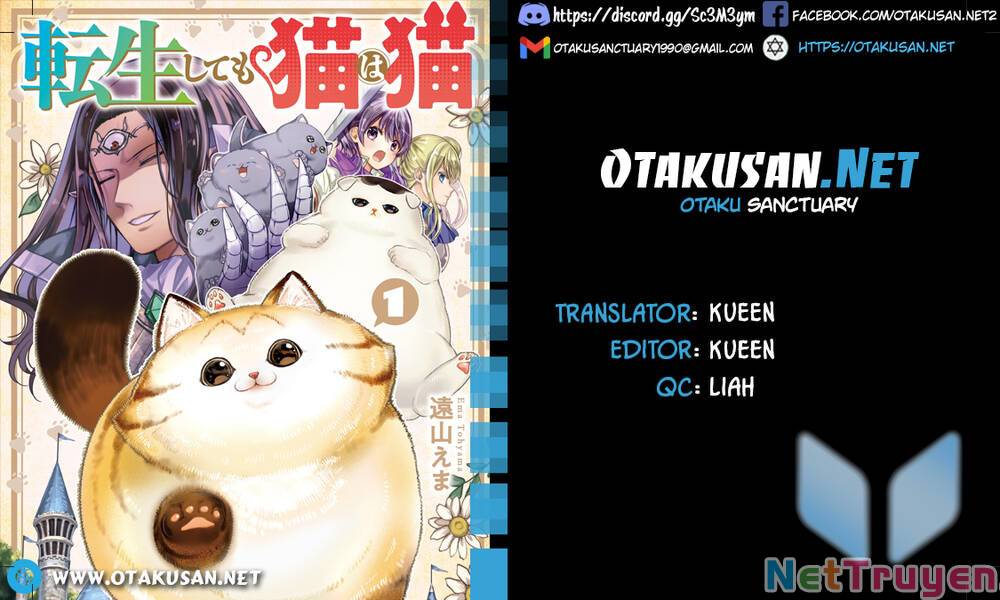 転生しても猫は猫
1
遠山えま
Ema Tohyama
WWW.OTAKUSAN.NET
https://discord.gg/Sc3M3ym
FACEBOOK.COM/OTAKUSAN.NET2
OTAKUSANCTUARY1990@GMAIL.COM
HTTPS://OTAKUSAN.NET
OTAKUSAN.NET
OTAKU SANCTUARY
TRANSLATOR: KUEEN
EDITOR: KUEEN
QC: LIAH
NetTruyen